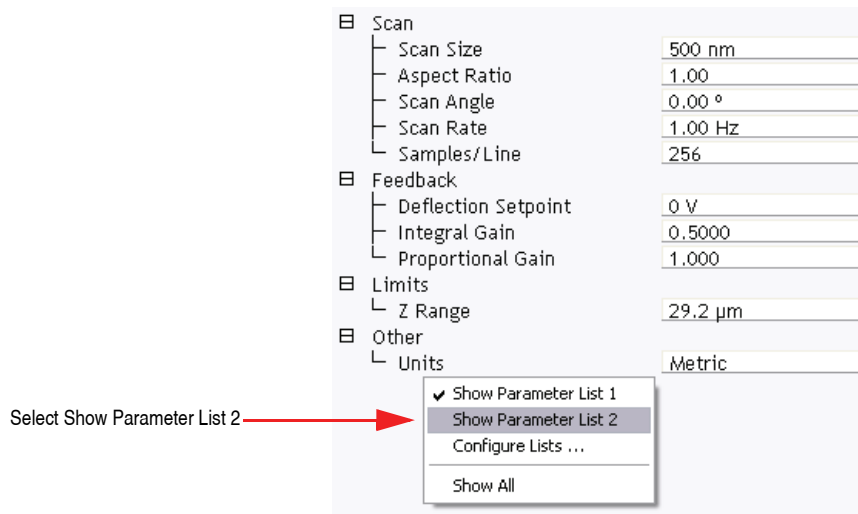 Scan
Scan Size 500 nm
Aspect Ratio 1.00
Scan Angle 0.00 º
Scan Rate 1.00 Hz
Samples/Line 256
Feedback
Deflection Setpoint 0 V
Integral Gain 0.5000
Proportional Gain 1.000
Limits
Z Range 29.2 µm
Other
Units Metric
Show Parameter List 1
Select Show Parameter List 2 Show Parameter List 2
Configure Lists ...
Show All